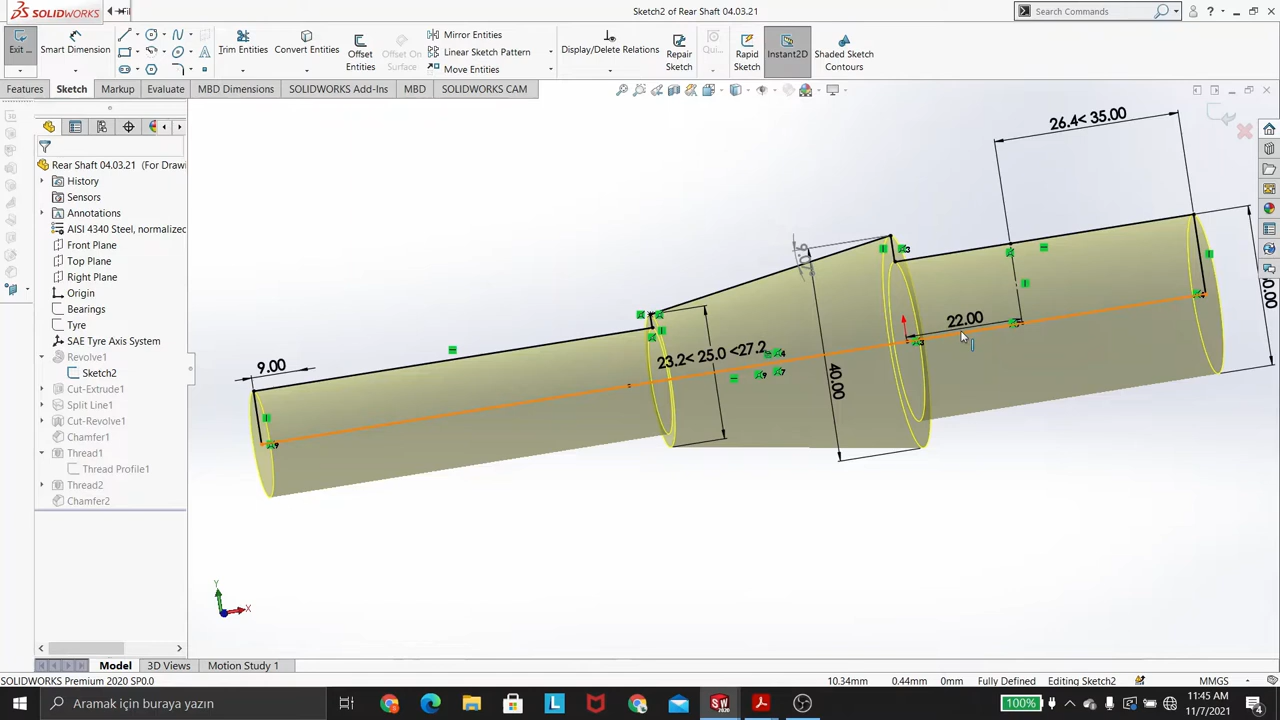 SOLIDWORKS
Sketch2 of Rear Shaft 04.03.21
Search Commands
Exit ...
Smart Dimension
Trim Entities
Convert Entities
Offset Entities
Offset On Surface
Mirror Entities
Linear Sketch Pattern
Move Entities
Display/Delete Relations
Repair Sketch
Qui...
Rapid Sketch
Instant2D
Shaded Sketch Contours
Features
Sketch
Markup
Evaluate
MBD Dimensions
SOLIDWORKS Add-Ins
MBD
SOLIDWORKS CAM
Rear Shaft 04.03.21 (For Drawi
History
Sensors
Annotations
AISI 4340 Steel, normalized
Front Plane
Top Plane
Right Plane
Origin
Bearings
Tyre
SAE Tyre Axis System
Revolve1
Sketch2
Cut-Extrude1
Split Line1
Cut-Revolve1
Chamfer1
Thread1
Thread Profile1
Thread2
Chamfer2
26.4< 35.00
9.00
22.00
23.2< 25.0 <27.2
40.00
Y
X
Model
3D Views
Motion Study 1
SOLIDWORKS Premium 2020 SP0.0
10.34mm
0.44mm
0mm
Fully Defined
Editing Sketch2
MMGS
Aramak için buraya yazın
100%
11:45 AM
11/7/2021